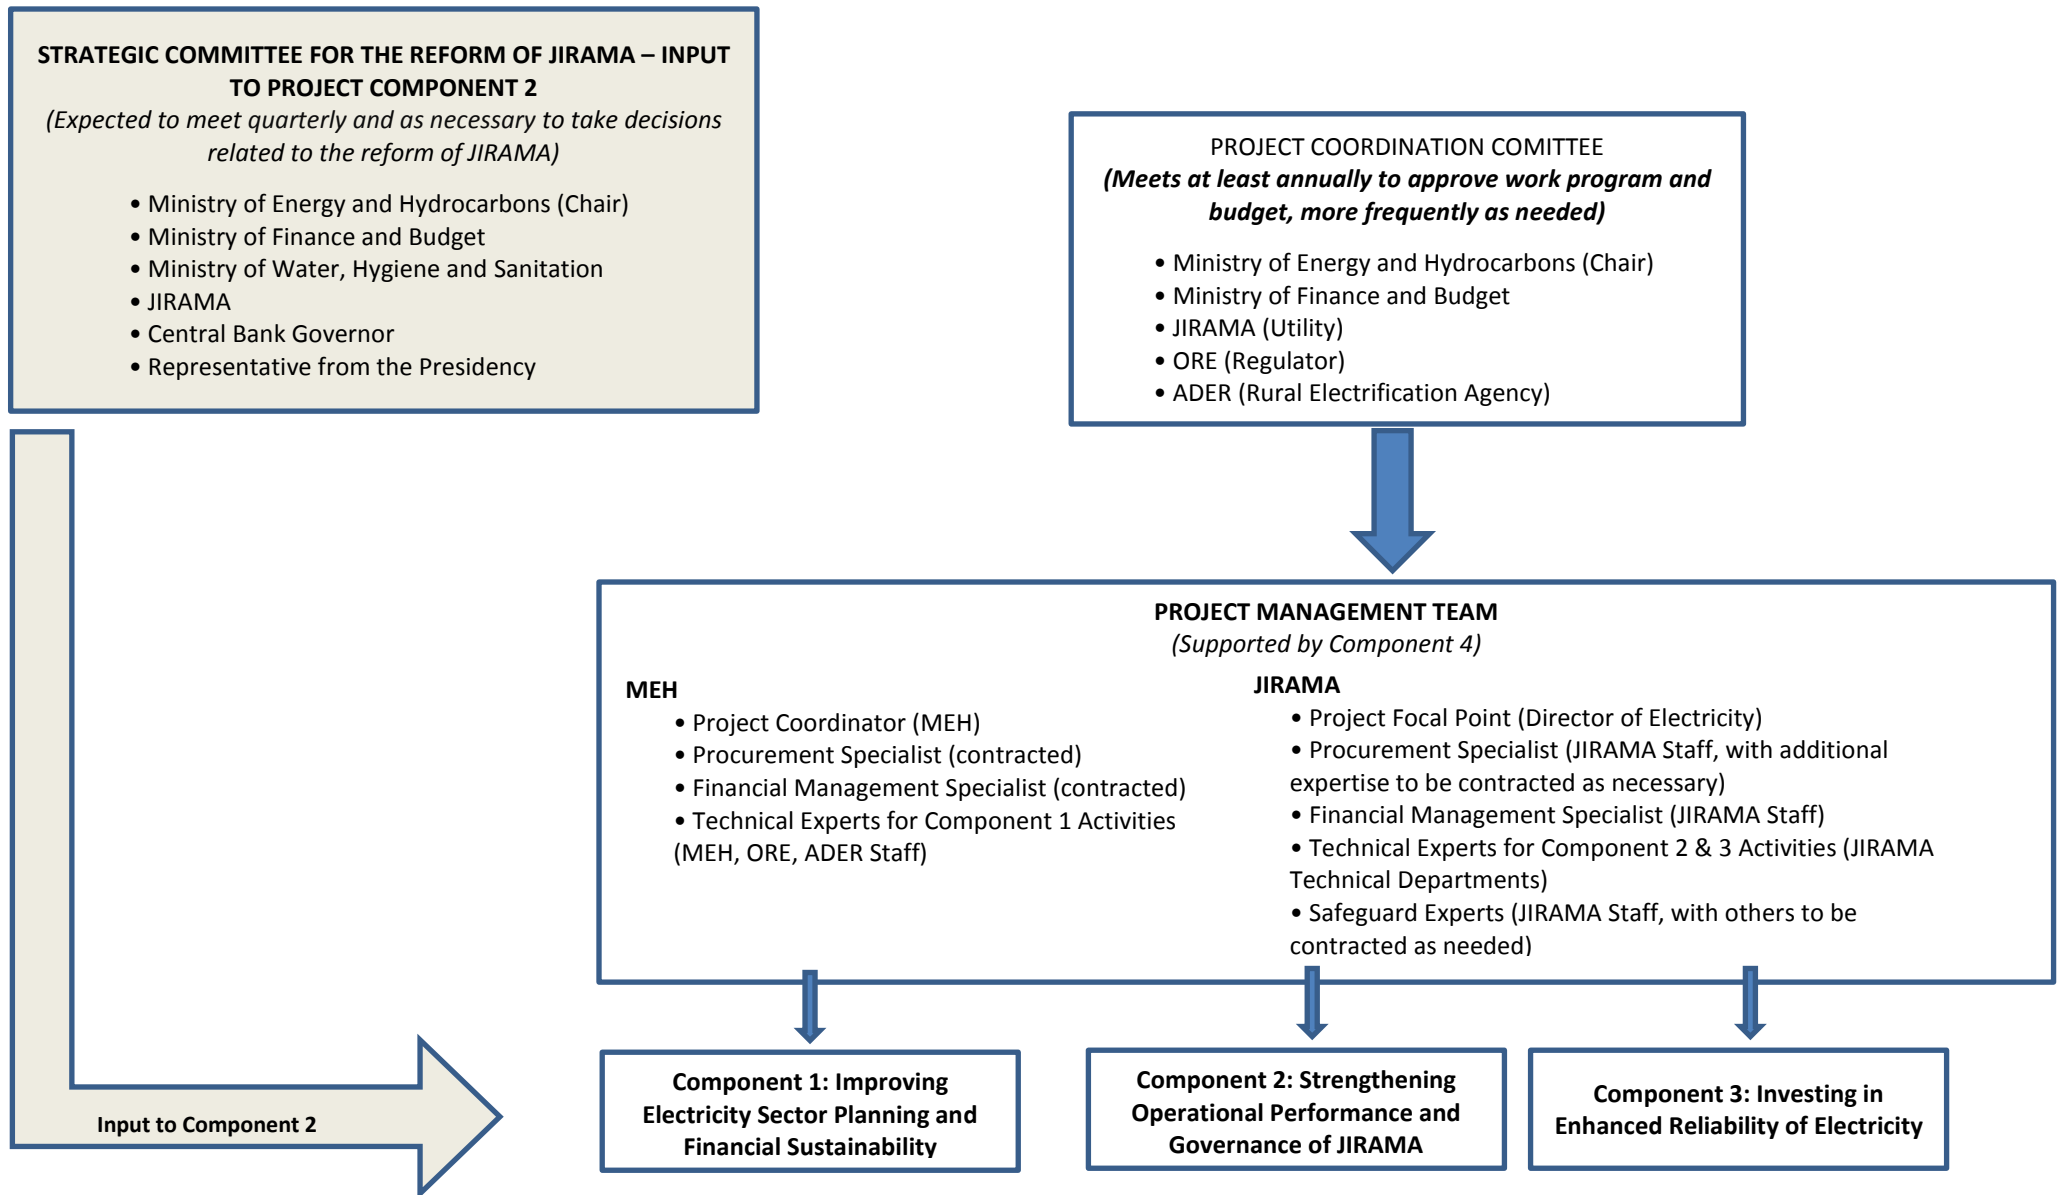 STRATEGIC COMMITTEE FOR THE REFORM OF JIRAMA – INPUT
TO PROJECT COMPONENT 2
(Expected to meet quarterly and as necessary to take decisions
related to the reform of JIRAMA)
• Ministry of Energy and Hydrocarbons (Chair)
• Ministry of Finance and Budget
• Ministry of Water, Hygiene and Sanitation
• JIRAMA
• Central Bank Governor
• Representative from the Presidency
PROJECT COORDINATION COMITTEE
(Meets at least annually to approve work program and
budget, more frequently as needed)
• Ministry of Energy and Hydrocarbons (Chair)
• Ministry of Finance and Budget
• JIRAMA (Utility)
• ORE (Regulator)
• ADER (Rural Electrification Agency)
PROJECT MANAGEMENT TEAM
(Supported by Component 4)
MEH
• Project Coordinator (MEH)
• Procurement Specialist (contracted)
• Financial Management Specialist (contracted)
• Technical Experts for Component 1 Activities
(MEH, ORE, ADER Staff)
JIRAMA
• Project Focal Point (Director of Electricity)
• Procurement Specialist (JIRAMA Staff, with additional
expertise to be contracted as necessary)
• Financial Management Specialist (JIRAMA Staff)
• Technical Experts for Component 2 & 3 Activities (JIRAMA
Technical Departments)
• Safeguard Experts (JIRAMA Staff, with others to be
contracted as needed)
Input to Component 2
Component 1: Improving
Electricity Sector Planning and
Financial Sustainability
Component 2: Strengthening
Operational Performance and
Governance of JIRAMA
Component 3: Investing in
Enhanced Reliability of Electricity